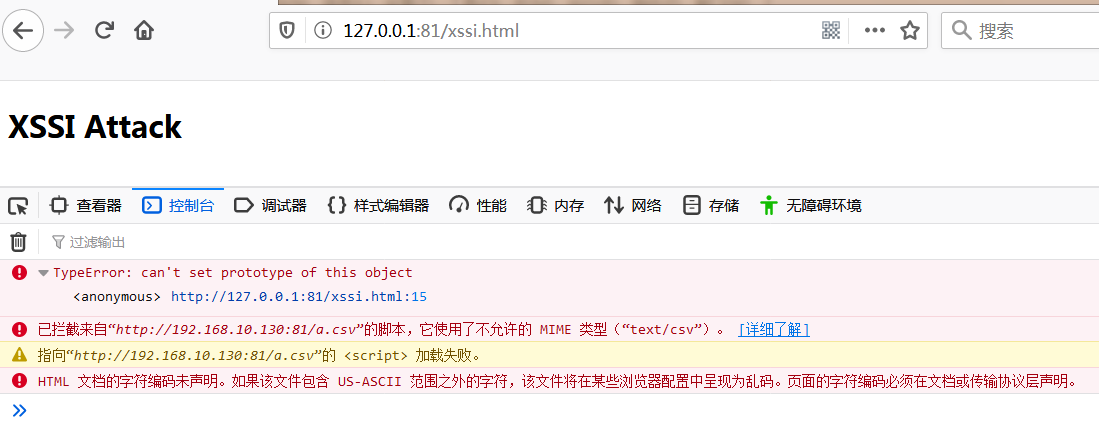 127.0.0.1:81/xssi.html
搜索
XSSI Attack
查看器 控制台 调试器 样式编辑器 性能 内存 网络 存储 无障碍环境
过滤输出
TypeError: can't set prototype of this object
<anonymous> http://127.0.0.1:81/xssi.html:15
已拦截来自“http://192.168.10.130:81/a.csv”的脚本，它使用了不允许的 MIME 类型（“text/csv”）。 [详细了解]
指向“http://192.168.10.130:81/a.csv”的 <script> 加载失败。
HTML 文档的字符编码未声明。如果该文件包含 US-ASCII 范围之外的字符，该文件将在某些浏览器配置中呈现为乱码。页面的字符编码必须在文档或传输协议层声明。